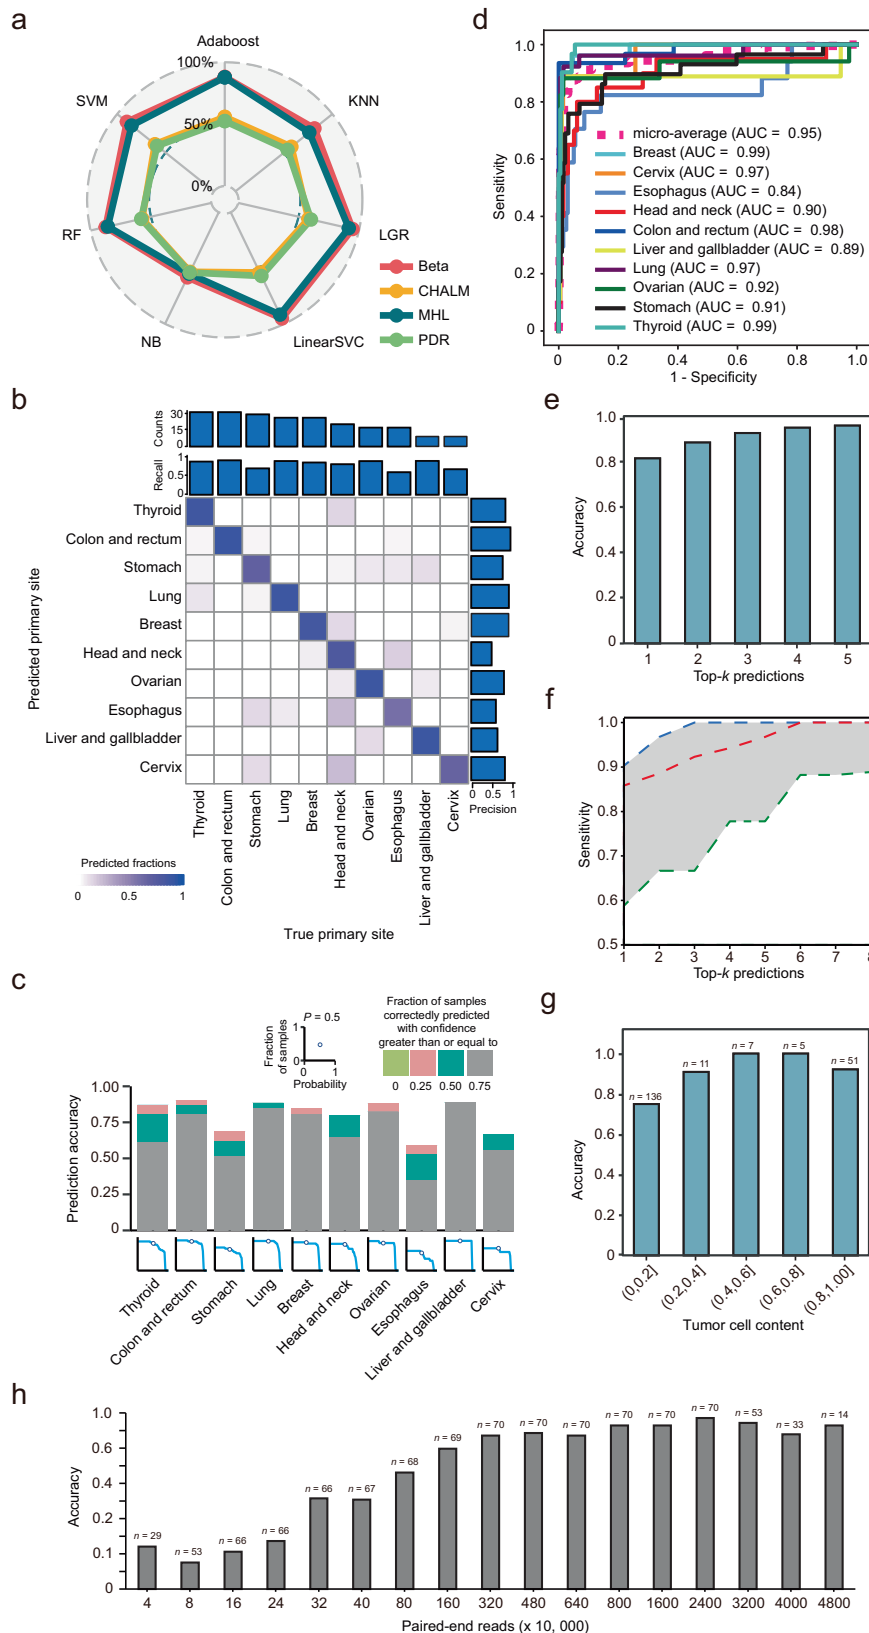 a
Adaboost
100%
SVM
KNN
50%
0%
RF
LGR
NB
LinearSVC
Beta
CHALM
MHL
PDR
b
Counts
30
15
0
Recall
1
0.5
0
Predicted primary site
Thyroid
Colon and rectum
Stomach
Lung
Breast
Head and neck
Ovarian
Esophagus
Liver and gallbladder
Cervix
0 0.5 1
Precision
Thyroid
Colon and rectum
Stomach
Lung
Breast
Head and neck
Ovarian
Esophagus
Liver and gallbladder
Cervix
Predicted fractions
0 0.5 1
True primary site
c
P = 0.5
Fraction
of samples
1
0
0 1
Probability
Fraction of samples
correctedly predicted
with confidence
greater than or equal to
0 0.25 0.50 0.75
Prediction accuracy
1.00
0.75
0.50
0.25
0
Thyroid
Colon and rectum
Stomach
Lung
Breast
Head and neck
Ovarian
Esophagus
Liver and gallbladder
Cervix
d
Sensitivity
1.0
0.8
0.6
0.4
0.2
0
micro-average (AUC = 0.95)
Breast (AUC = 0.99)
Cervix (AUC = 0.97)
Esophagus (AUC = 0.84)
Head and neck (AUC = 0.90)
Colon and rectum (AUC = 0.98)
Liver and gallbladder (AUC = 0.89)
Lung (AUC = 0.97)
Ovarian (AUC = 0.92)
Stomach (AUC = 0.91)
Thyroid (AUC = 0.99)
0 0.2 0.4 0.6 0.8 1.0
1 - Specificity
e
Accuracy
1.0
0.8
0.6
0.4
0.2
0
1 2 3 4 5
Top-k predictions
f
Sensitivity
1.0
0.9
0.8
0.7
0.6
0.5
1 2 3 4 5 6 7 8
Top-k predictions
g
Accuracy
1.0
0.8
0.6
0.4
0.2
0
n = 136
n = 11
n = 7
n = 5
n = 51
(0,0.2]
(0.2,0.4]
(0.4,0.6]
(0.6,0.8]
(0.8,1.00]
Tumor cell content
h
Accuracy
1.0
0.6
0.4
0.2
0.1
0
n = 29
n = 53
n = 66
n = 66
n = 66
n = 67
n = 68
n = 69
n = 70
n = 70
n = 70
n = 70
n = 70
n = 70
n = 53
n = 33
n = 14
4 8 16 24 32 40 80 160 320 480 640 800 1600 2400 3200 4000 4800
Paired-end reads (x 10, 000)